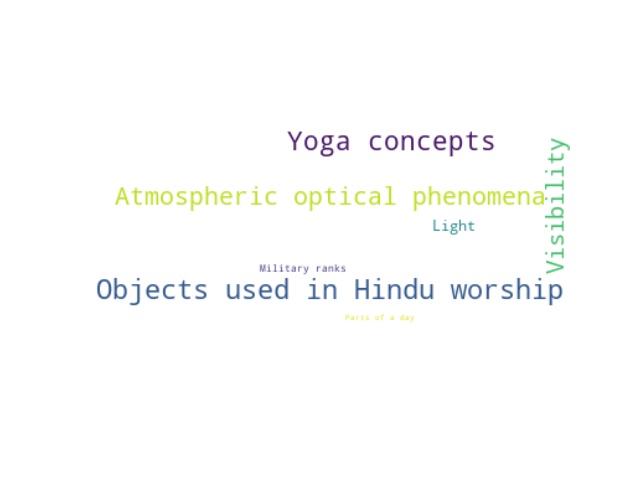 Yoga concepts
Visibility
Atmospheric optical phenomena
Light
Military ranks
Objects used in Hindu worship
Parts of a day